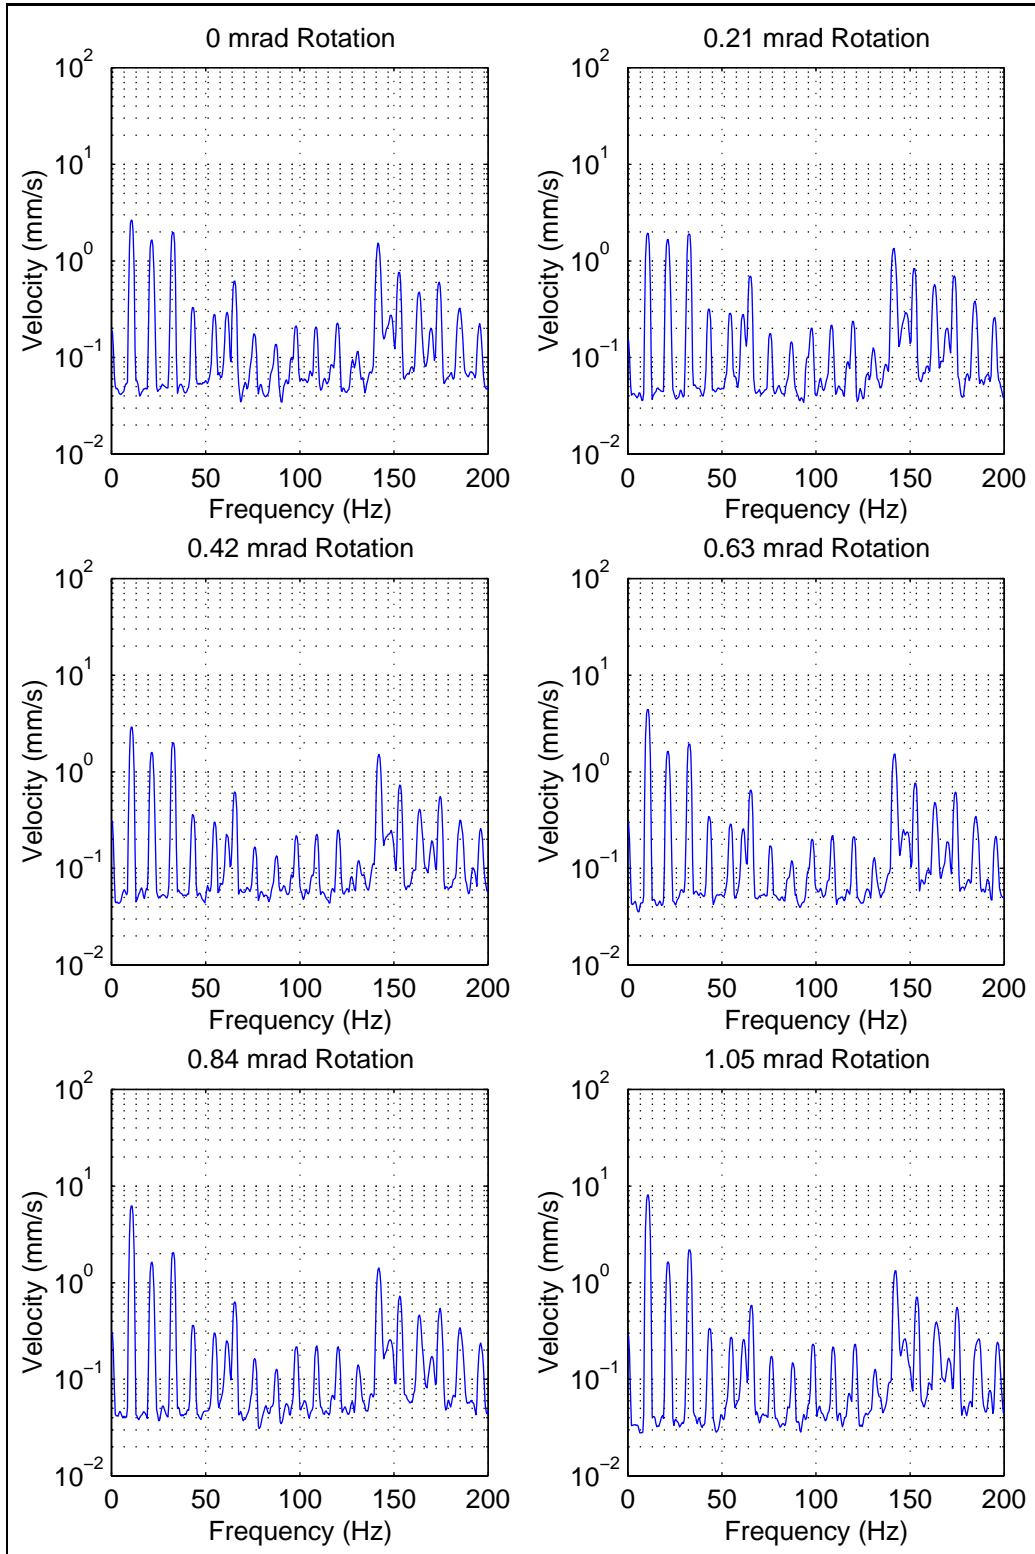 0 mrad Rotation
10^2
10^1
10^0
10^−1
10^−2
Velocity (mm/s)
0 50 100 150 200
Frequency (Hz)
0.21 mrad Rotation
10^2
10^1
10^0
10^−1
10^−2
Velocity (mm/s)
0 50 100 150 200
Frequency (Hz)
0.42 mrad Rotation
10^2
10^1
10^0
10^−1
10^−2
Velocity (mm/s)
0 50 100 150 200
Frequency (Hz)
0.63 mrad Rotation
10^2
10^1
10^0
10^−1
10^−2
Velocity (mm/s)
0 50 100 150 200
Frequency (Hz)
0.84 mrad Rotation
10^2
10^1
10^0
10^−1
10^−2
Velocity (mm/s)
0 50 100 150 200
Frequency (Hz)
1.05 mrad Rotation
10^2
10^1
10^0
10^−1
10^−2
Velocity (mm/s)
0 50 100 150 200
Frequency (Hz)